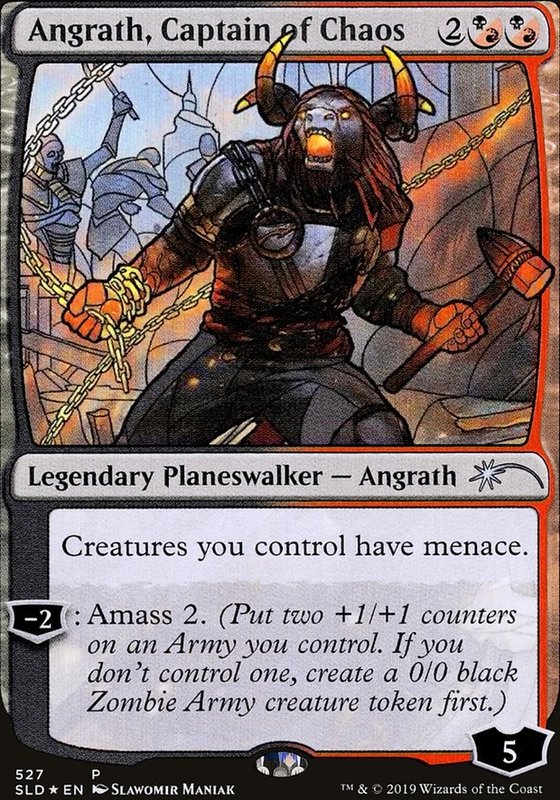 Angrath, Captain of Chaos 2
Legendary Planeswalker — Angrath
Creatures you control have menace.
-2 : Amass 2. (Put two +1/+1 counters
on an Army you control. If you
don't control one, create a 0/0 black
Zombie Army creature token first.)
5
527 P
SLD ★ EN Slawomir Maniak
™ & © 2019 Wizards of the Coast